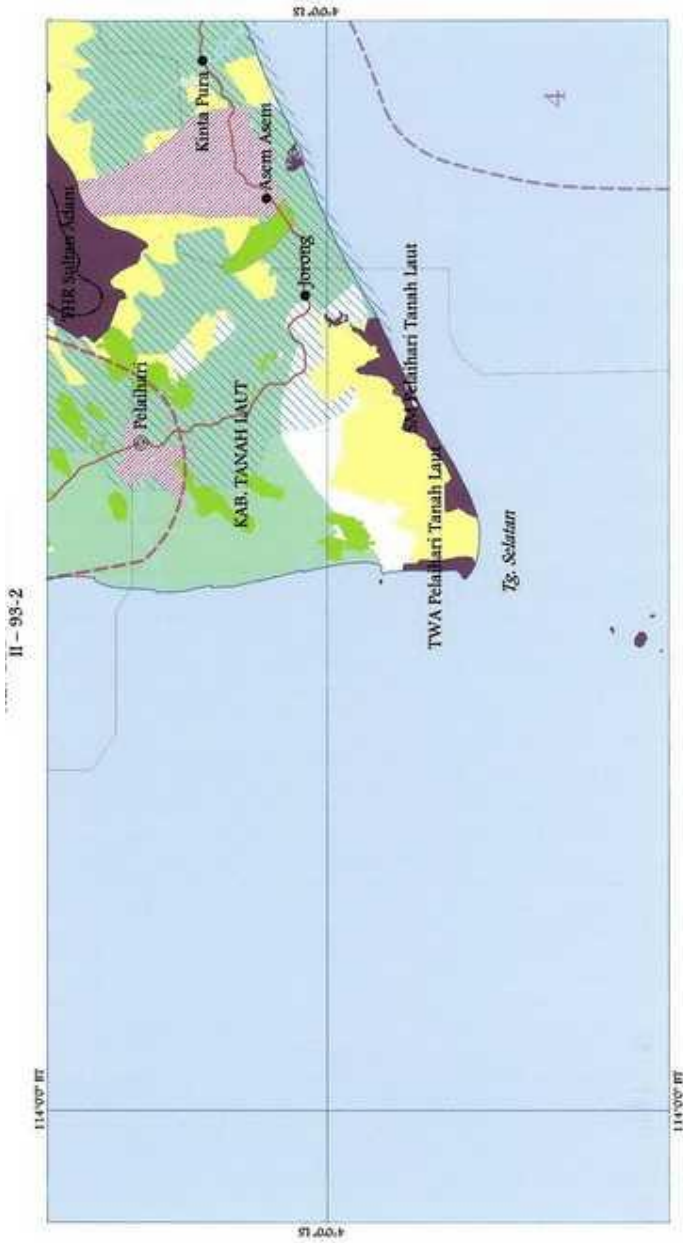 II – 93-2
114°00' BT
4°00' LS
4°00' LS
THR Sultan Adam
Kinta Pura
Pelaihari
Asem Asem
KAB. TANAH LAUT
Jorong
SM Pelaihari Tanah Laut
TWA Pelaihari Tanah Laut
Tg. Selatan
4
114°00' BT